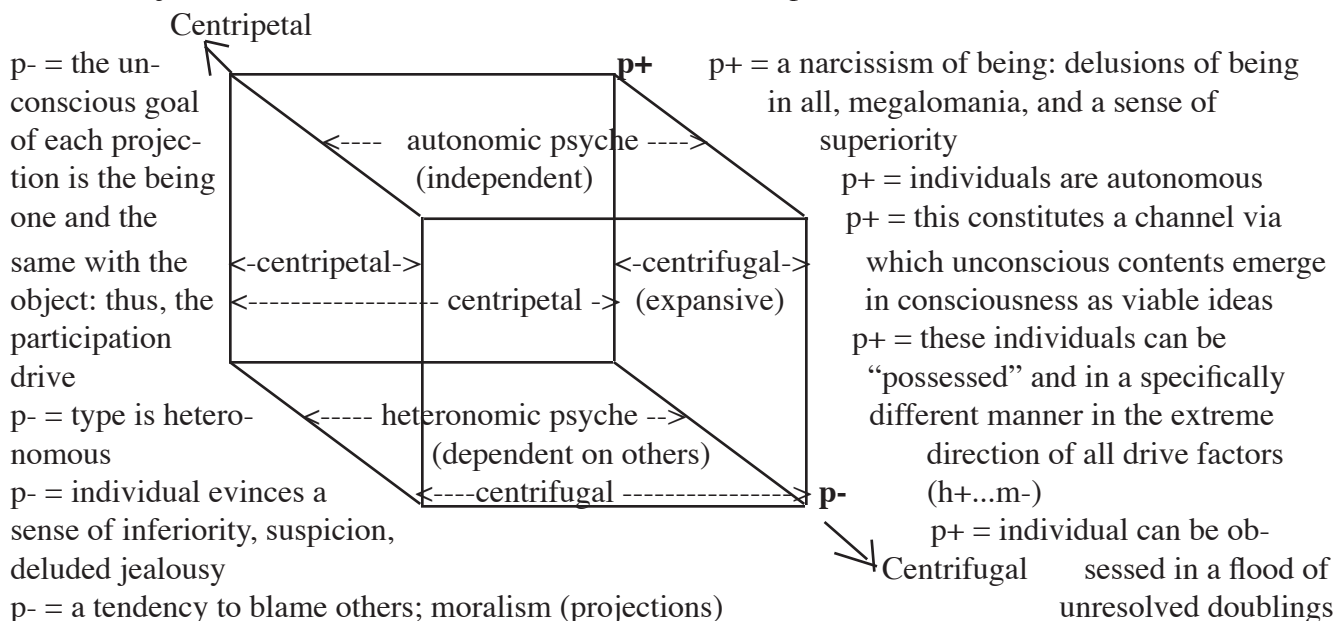 Centripetal
p- = the un-
conscious goal
of each projec-
tion is the being
one and the
same with the
object: thus, the
participation
drive
p- = type is hetero-
nomous
p- = individual evinces a
sense of inferiority, suspicion,
deluded jealousy
p- = a tendency to blame others; moralism (projections)
p+
<---- autonomic psyche ---->
(independent)
<-centripetal->
<-centrifugal->
<------------------ centripetal ->
(expansive)
<----- heteronomic psyche -->
(dependent on others)
<----centrifugal ---------------->
p-
Centrifugal
p+ = a narcissism of being: delusions of being
in all, megalomania, and a sense of
superiority
p+ = individuals are autonomous
p+ = this constitutes a channel via
which unconscious contents emerge
in consciousness as viable ideas
p+ = these individuals can be
“possessed” and in a specifically
different manner in the extreme
direction of all drive factors
(h+...m-)
p+ = individual can be ob-
sessed in a flood of
unresolved doublings